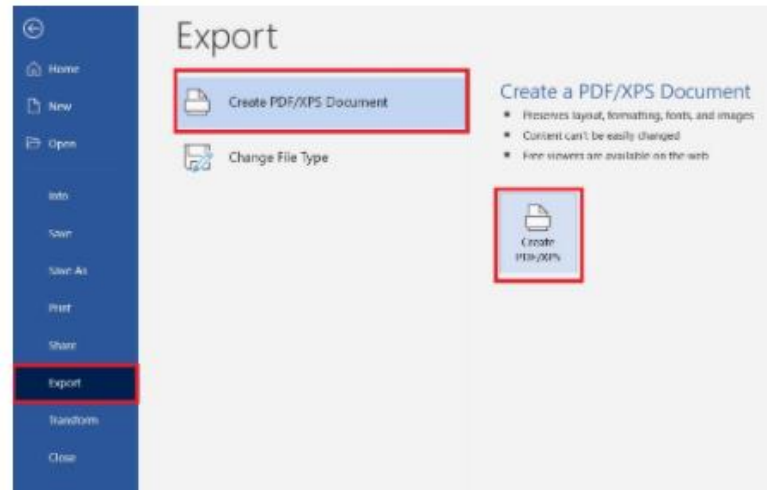 Home
New
Open
Info
Save
Save As
Print
Share
Export
Transform
Close
Export
Create PDF/XPS Document
Change File Type
Create a PDF/XPS Document
Preserves layout, formatting, fonts, and images
Content can't be easily changed
Free viewers are available on the web
Create
PDF/XPS